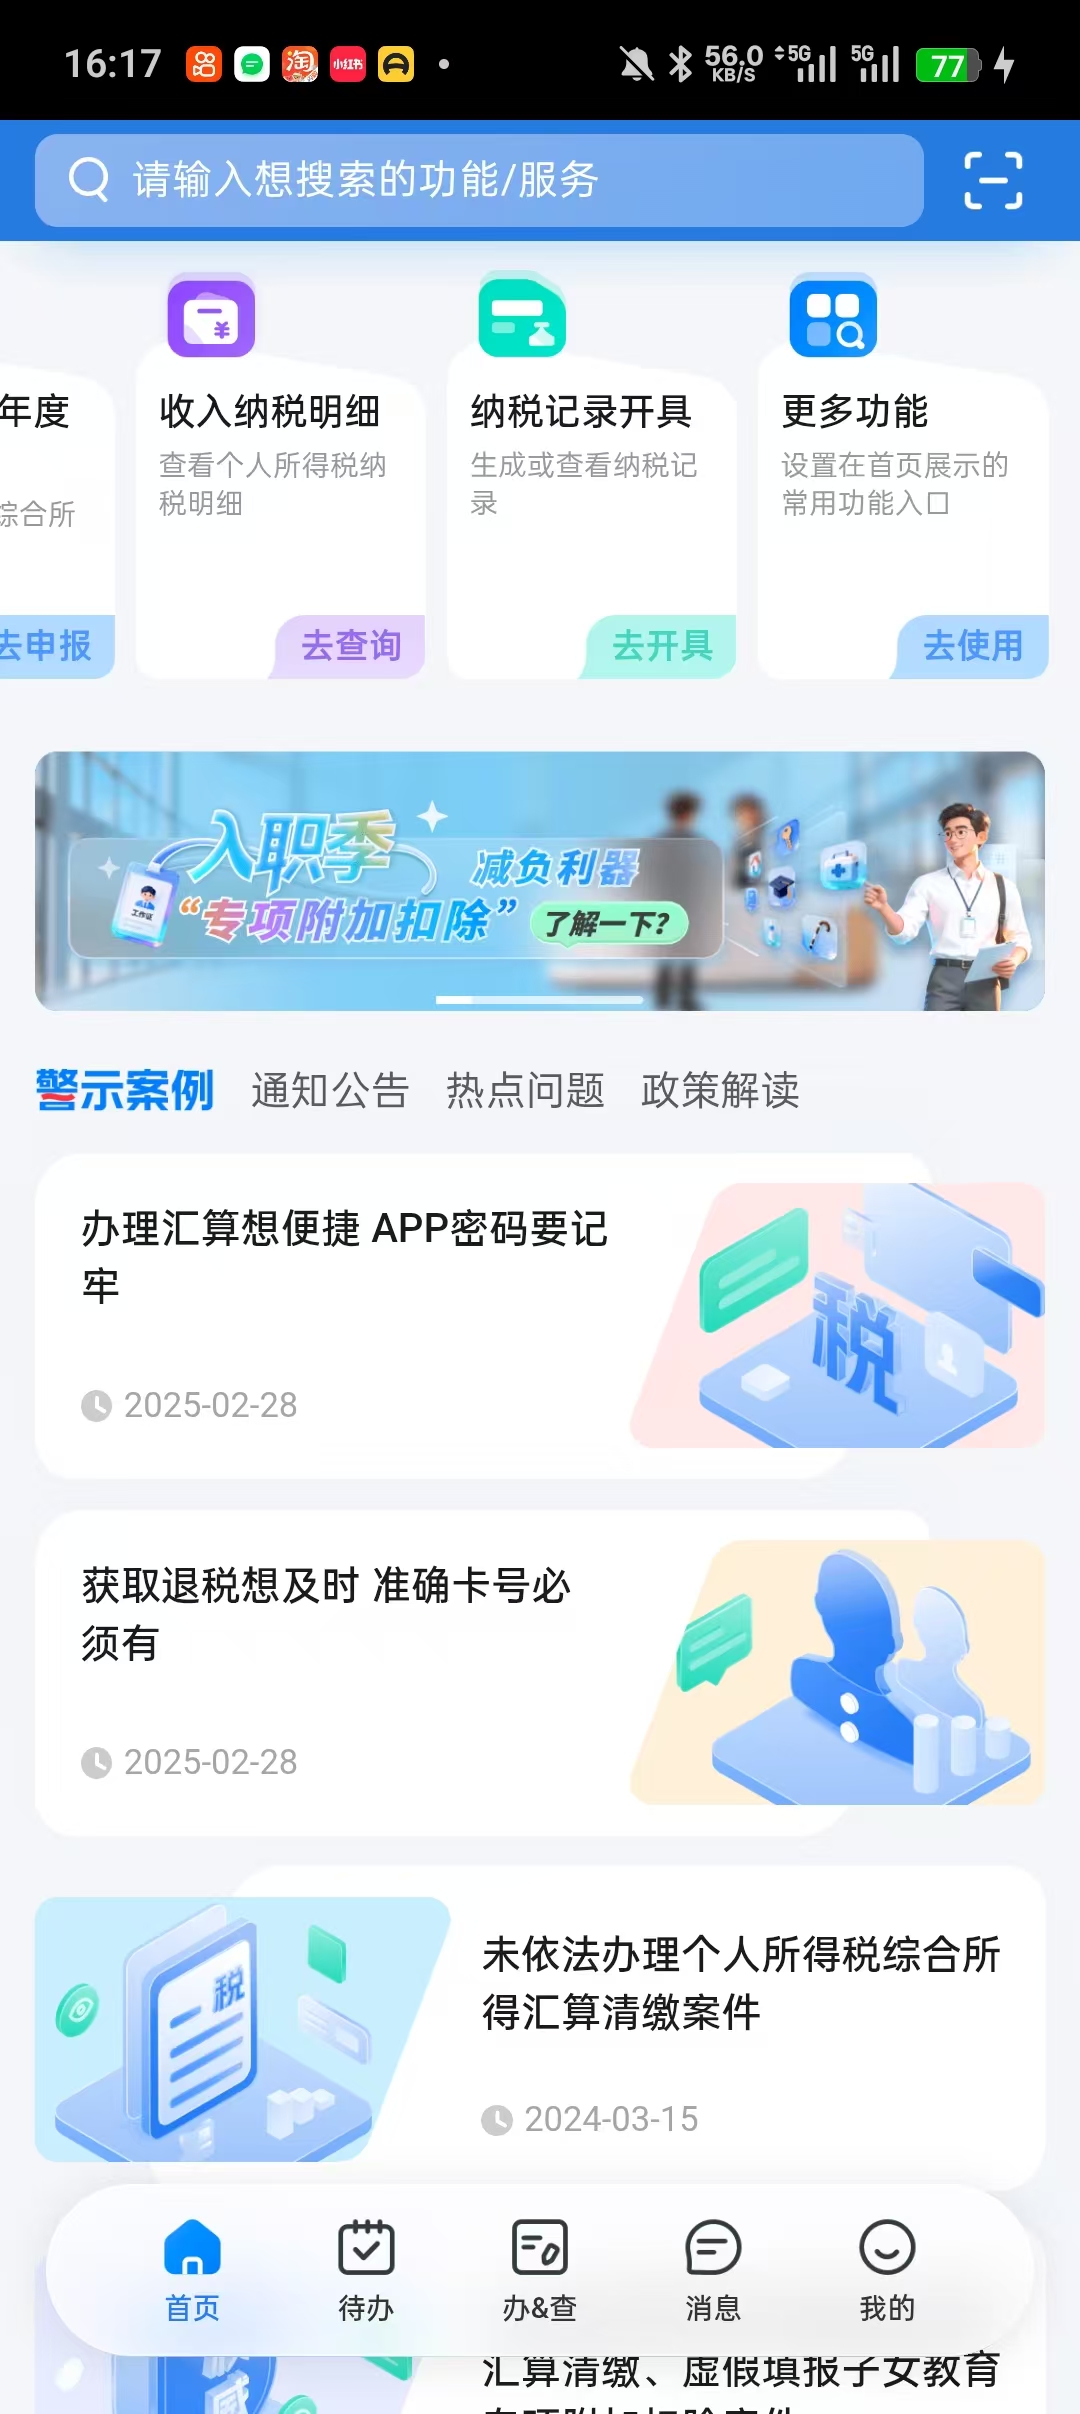 16:17
淘
小红书
56.0
KB/S
5G
5G
77
请输入想搜索的功能/服务
年度
综合所
去申报
收入纳税明细
查看个人所得税纳
税明细
去查询
纳税记录开具
生成或查看纳税记
录
去开具
更多功能
设置在首页展示的
常用功能入口
去使用
入职季
减负利器
工作证
“专项附加扣除”
了解一下?
警示案例
通知公告
热点问题
政策解读
办理汇算想便捷 APP密码要记
牢
2025-02-28
税
获取退税想及时 准确卡号必
须有
2025-02-28
税
未依法办理个人所得税综合所
得汇算清缴案件
2024-03-15
首页
待办
办&查
消息
我的
汇算清缴、虚假填报子女教育